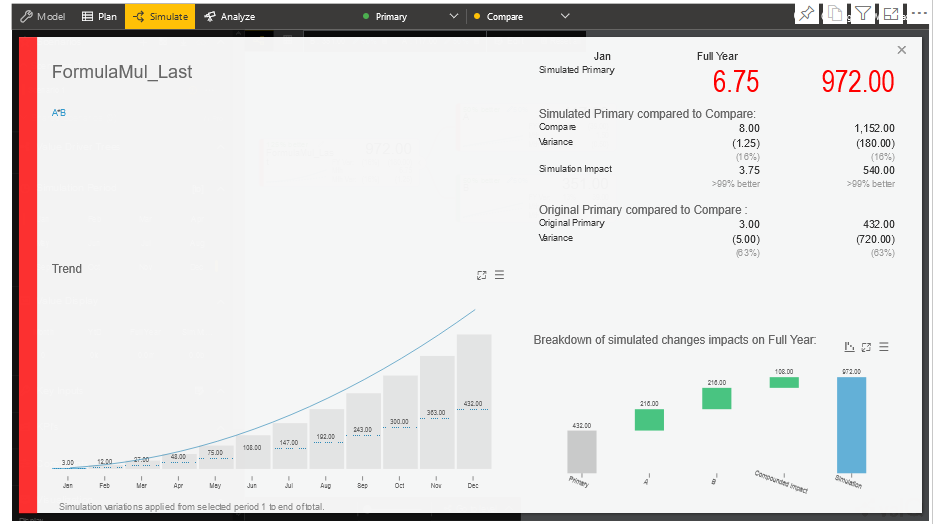 Model Plan Simulate Analyze Primary Compare
FormulaMul_Last
A*B
Jan Full Year
Simulated Primary 6.75 972.00
Simulated Primary compared to Compare:
Compare 8.00 1,152.00
Variance (1.25) (180.00)
(16%) (16%)
Simulation Impact 3.75 540.00
>99% better >99% better
Original Primary compared to Compare :
Original Primary 3.00 432.00
Variance (5.00) (720.00)
(63%) (63%)
Trend
3.00 12.00 27.00 48.00 75.00 108.00 147.00 192.00 243.00 300.00 363.00 432.00
Jan Feb Mar Apr May Jun Jul Aug Sep Oct Nov Dec
Simulation variations applied from selected period 1 to end of total.
Breakdown of simulated changes impacts on Full Year:
432.00 216.00 216.00 108.00 972.00
Primary A B Compounded Impact Simulation